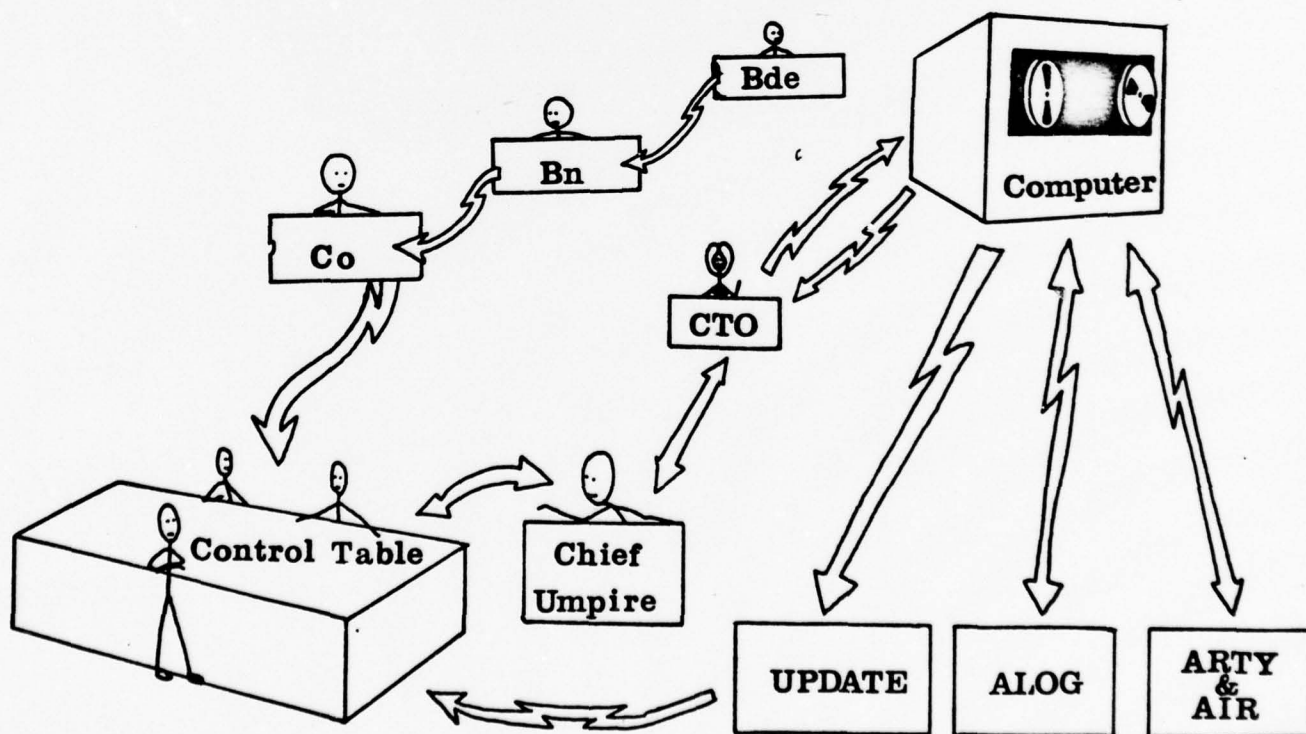 Bde
Bn
Computer
Co
CTO
Control Table
Chief
Umpire
UPDATE
ALOG
ARTY
&
AIR